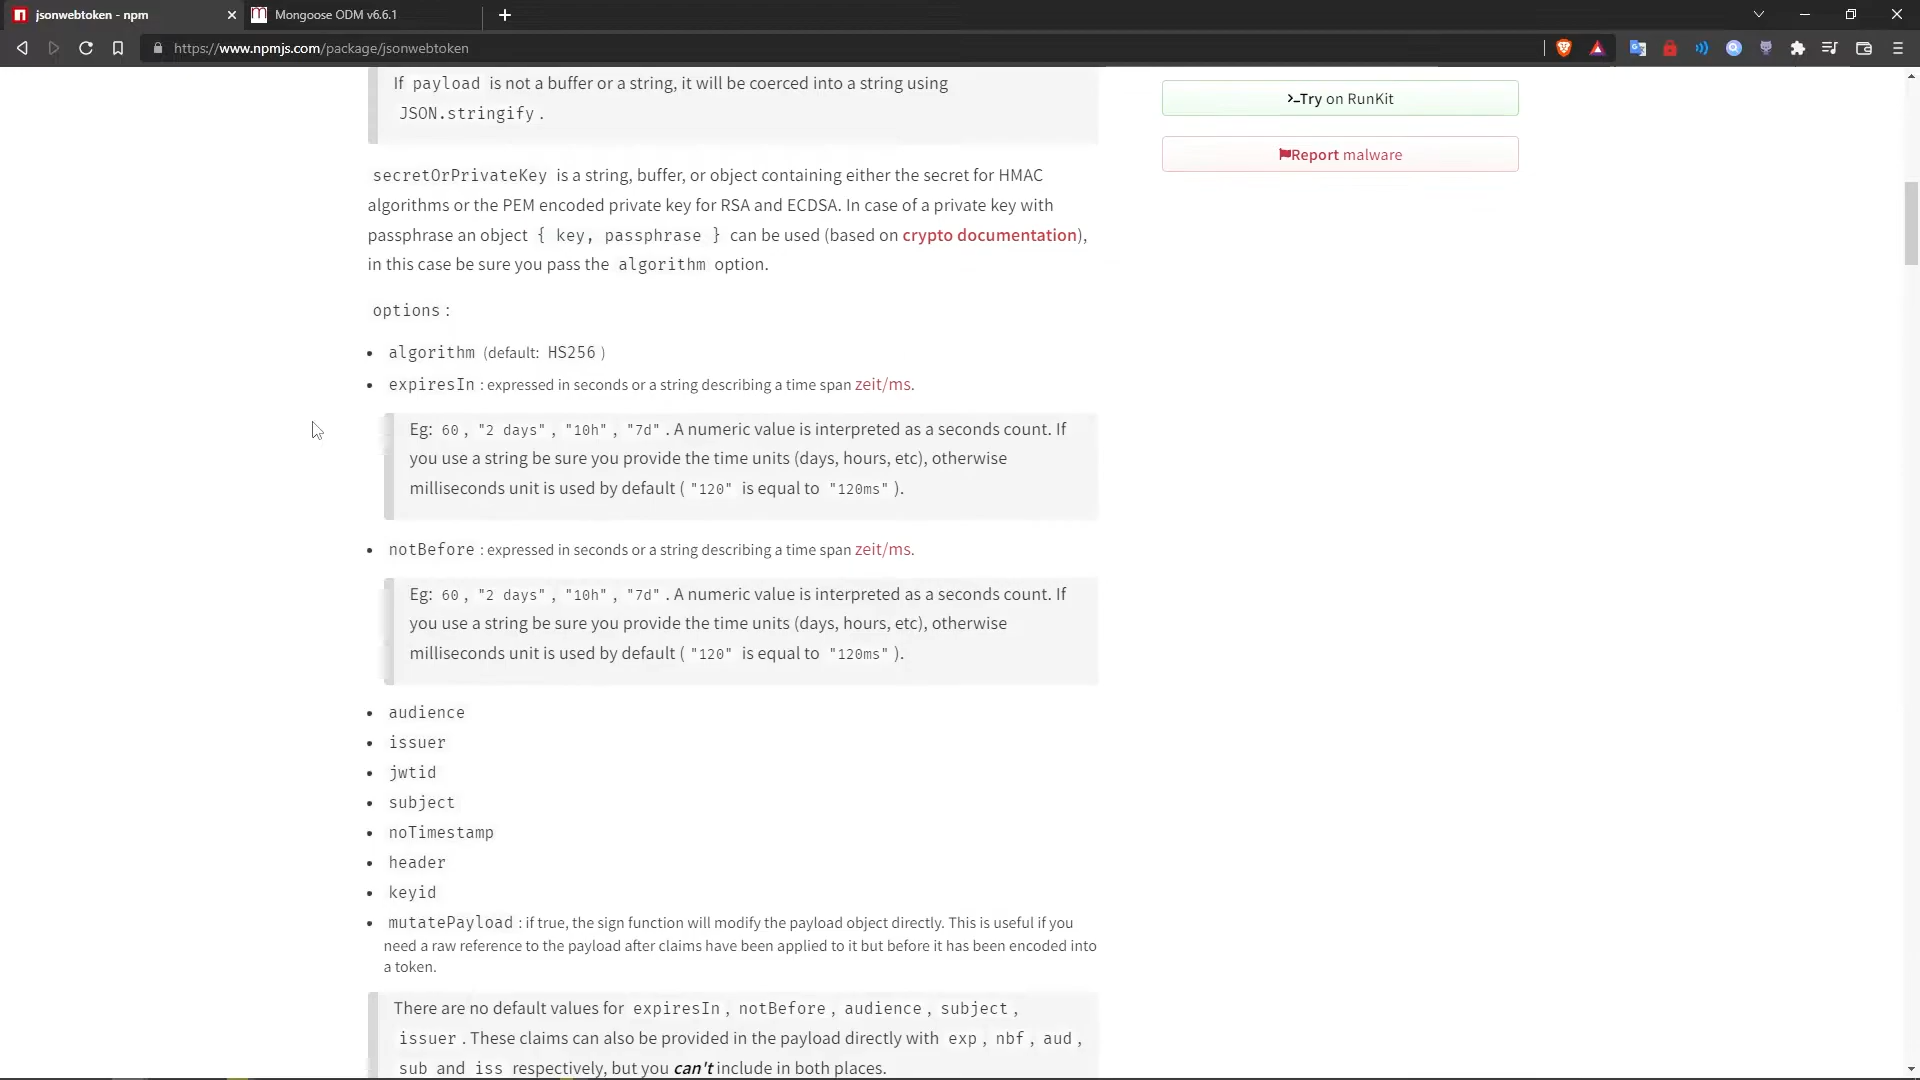 jsonwebtoken - npm
Mongoose ODM v6.6.1
https://www.npmjs.com/package/jsonwebtoken
If payload is not a buffer or a string, it will be coerced into a string using
JSON.stringify .
>_Try on RunKit
Report malware
secretOrPrivateKey is a string, buffer, or object containing either the secret for HMAC
algorithms or the PEM encoded private key for RSA and ECDSA. In case of a private key with
passphrase an object { key, passphrase } can be used (based on crypto documentation),
in this case be sure you pass the algorithm option.
options :
• algorithm (default: HS256 )
• expiresIn : expressed in seconds or a string describing a time span zeit/ms.
Eg: 60 , "2 days" , "10h" , "7d" . A numeric value is interpreted as a seconds count. If
you use a string be sure you provide the time units (days, hours, etc), otherwise
milliseconds unit is used by default ( "120" is equal to "120ms" ).
• notBefore : expressed in seconds or a string describing a time span zeit/ms.
Eg: 60 , "2 days" , "10h" , "7d" . A numeric value is interpreted as a seconds count. If
you use a string be sure you provide the time units (days, hours, etc), otherwise
milliseconds unit is used by default ( "120" is equal to "120ms" ).
• audience
• issuer
• jwtid
• subject
• noTimestamp
• header
• keyid
• mutatePayload : if true, the sign function will modify the payload object directly. This is useful if you
need a raw reference to the payload after claims have been applied to it but before it has been encoded into
a token.
There are no default values for expiresIn , notBefore , audience , subject ,
issuer . These claims can also be provided in the payload directly with exp , nbf , aud ,
sub and iss respectively, but you can't include in both places.